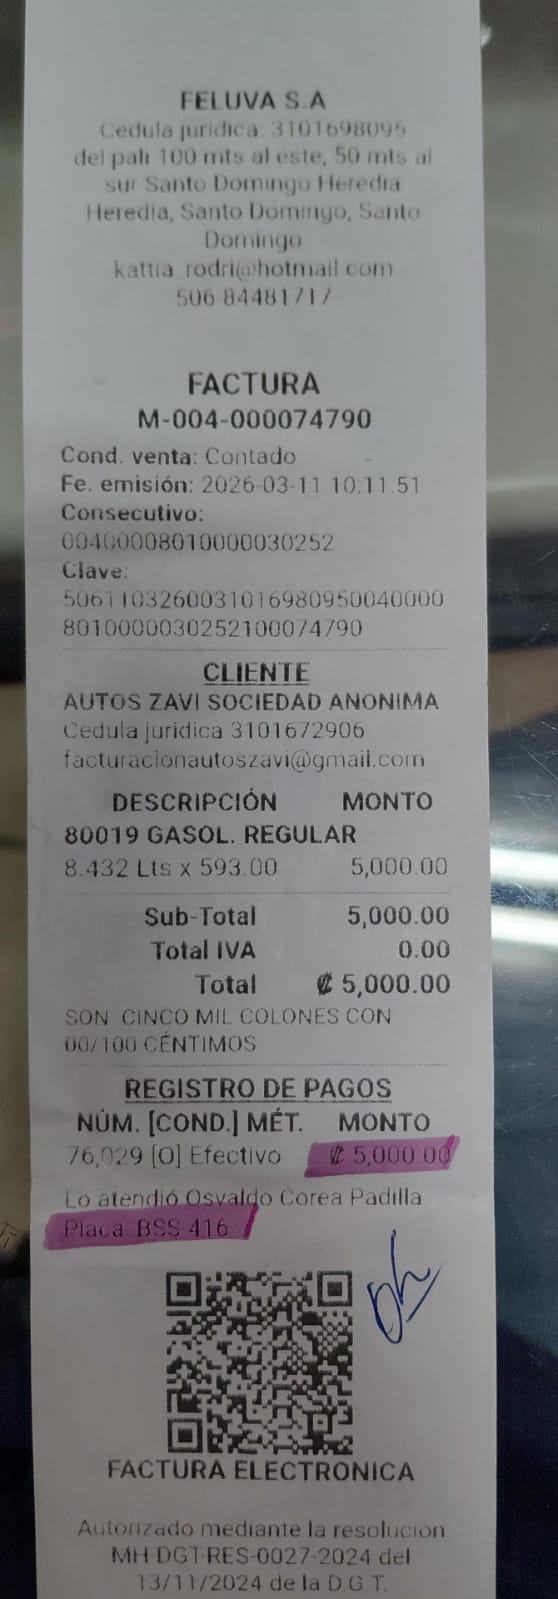 FELUVA S.A
Cedula juridica: 3101698095
del pali 100 mts al este, 50 mts al
sur Santo Domingo Heredia
Heredia, Santo Domingo, Santo
Domingo
kattia_rodri@hotmail.com
506-84481717
FACTURA
M-004-000074790
Cond. venta: Contado
Fe. emisión: 2026-03-11 10:11:51
Consecutivo:
00400008010000030252
Clave:
5061103260031016980950040000
8010000030252100074790
CLIENTE
AUTOS ZAVI SOCIEDAD ANONIMA
Cedula juridica 3101672906
facturacionautoszavi@gmail.com
DESCRIPCIÓN MONTO
80019 GASOL. REGULAR
8.432 Lts x 593.00 5,000.00
Sub-Total 5,000.00
Total IVA 0.00
Total ₡ 5,000.00
SON: CINCO MIL COLONES CON
00/100 CÉNTIMOS
REGISTRO DE PAGOS
NÚM. [COND.] MÉT. MONTO
76,029 [O] Efectivo ₡ 5,000.00
Lo atendió Osvaldo Corea Padilla
Placa: BSS-416
FACTURA ELECTRONICA
Autorizado mediante la resolución
MH-DGT-RES-0027-2024 del
13/11/2024 de la D.G.T.